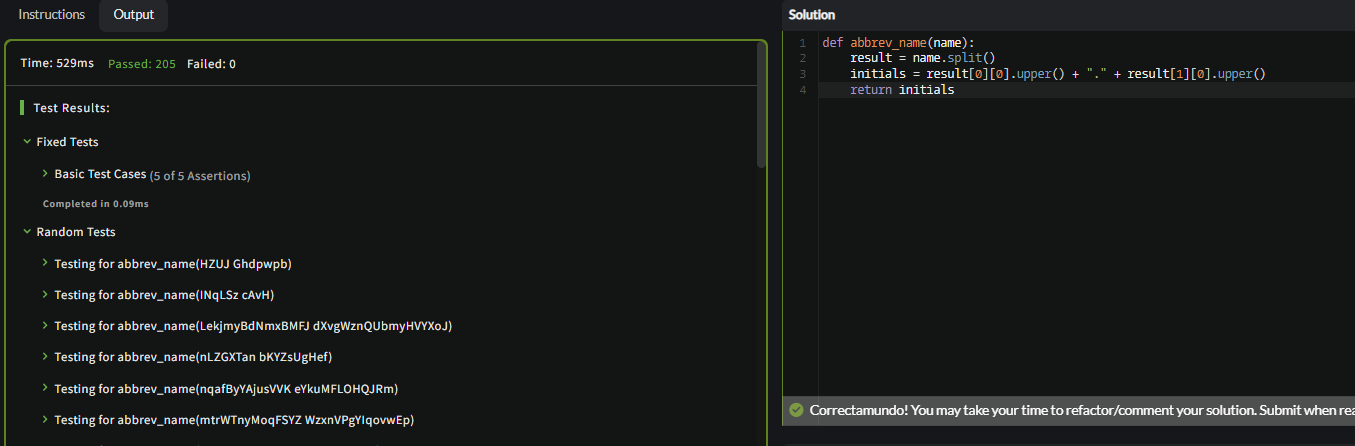 Instructions Output
Time: 529ms Passed: 205 Failed: 0
Test Results:
Fixed Tests
Basic Test Cases (5 of 5 Assertions)
Completed in 0.09ms
Random Tests
Testing for abbrev_name(HZUJ Ghdpwpb)
Testing for abbrev_name(INqLSz cAvH)
Testing for abbrev_name(LekjmyBdNmxBMFJ dXvgWznQUbmyHVYXoJ)
Testing for abbrev_name(nLZGXTan bKYZsUgHef)
Testing for abbrev_name(nqafByYAjusVVK eYkuMFLOHQJRm)
Testing for abbrev_name(mtrWTnyMoqFSYZ WzxnVPgYIqovwEp)
Solution
1 def abbrev_name(name):
2 result = name.split()
3 initials = result[0][0].upper() + "." + result[1][0].upper()
4 return initials
Correctamundo! You may take your time to refactor/comment your solution. Submit when rea